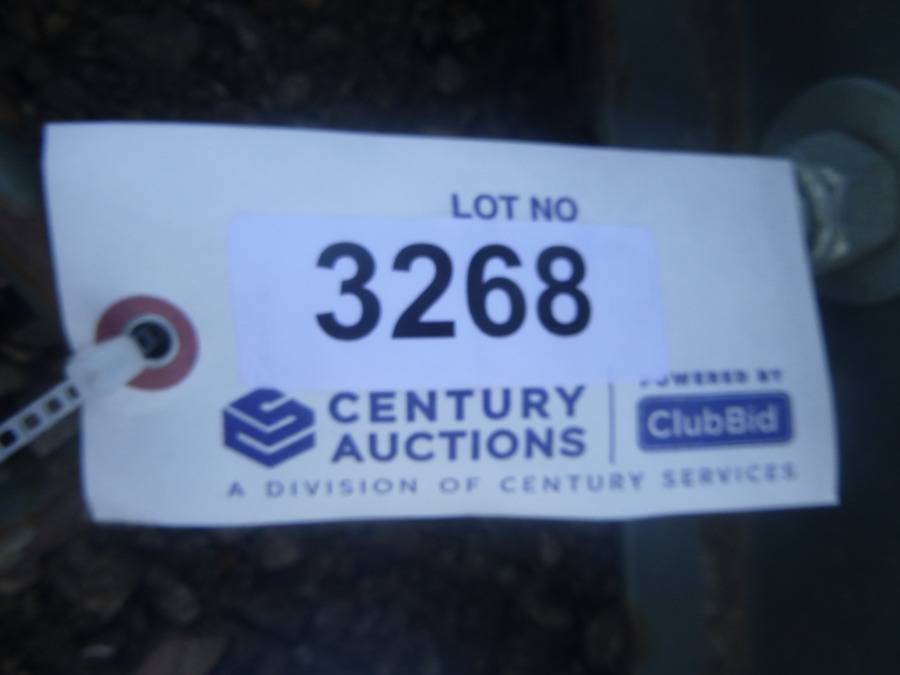 LOT NO
3268
CENTURY AUCTIONS
POWERED BY
ClubBid
A DIVISION OF CENTURY SERVICES